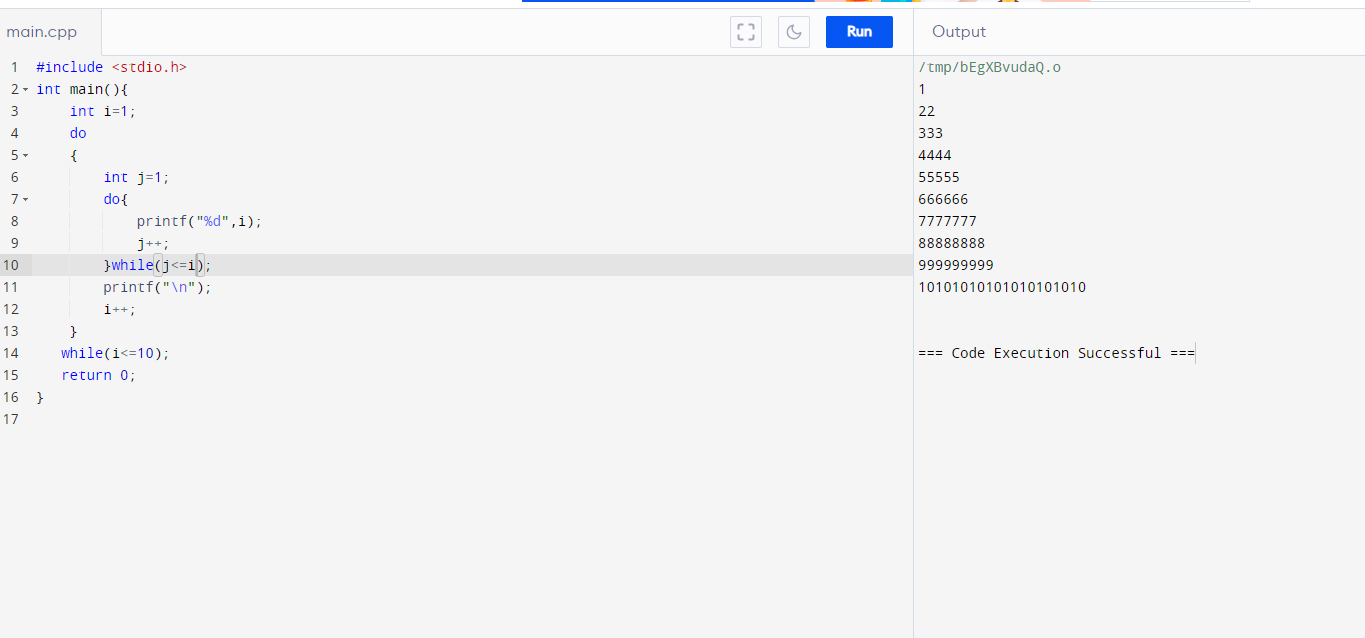 main.cpp
Run
Output
1 #include <stdio.h>
2 int main(){
3     int i=1;
4     do
5     {
6         int j=1;
7         do{
8             printf("%d",i);
9             j++;
10         }while(j<=i);
11         printf("\n");
12         i++;
13     }
14    while(i<=10);
15    return 0;
16 }
17
/tmp/bEgXBvudaQ.o
1
22
333
4444
55555
666666
7777777
88888888
999999999
10101010101010101010
=== Code Execution Successful ===